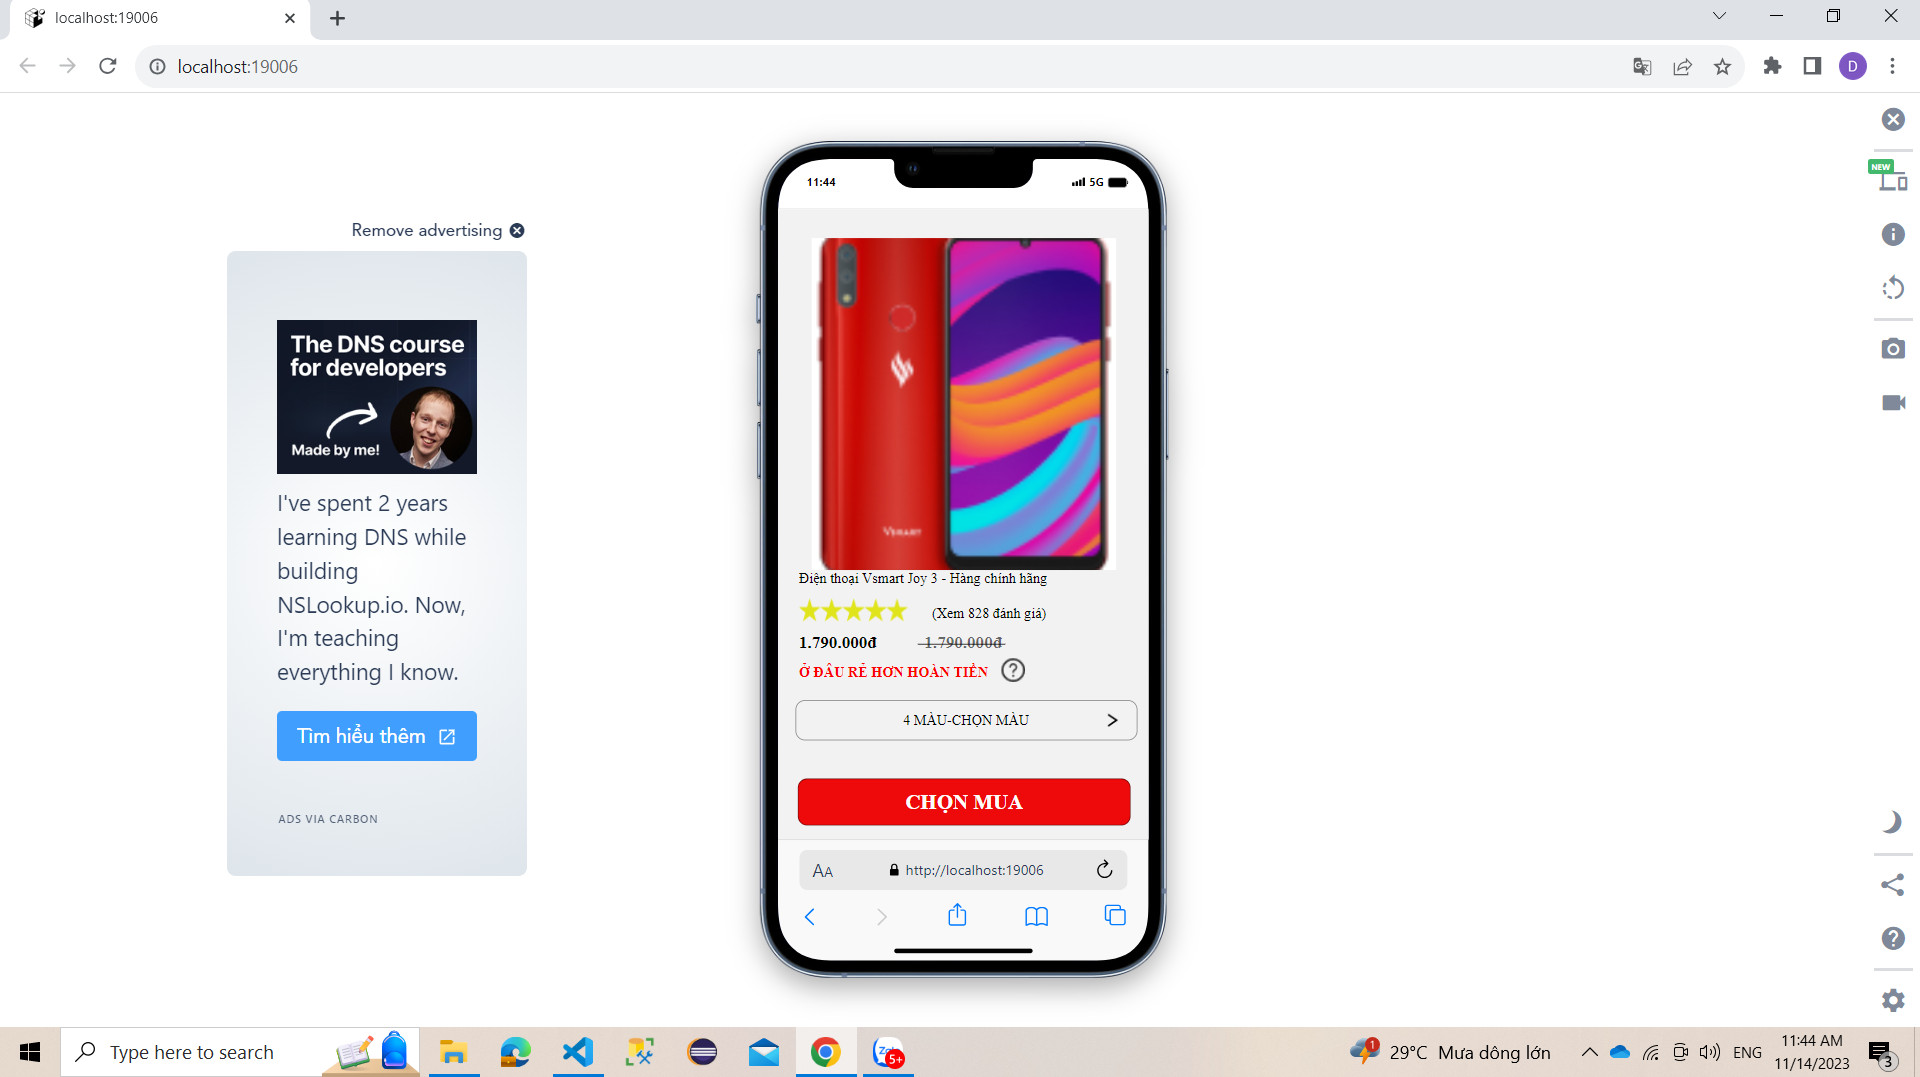 localhost:19006
localhost:19006
D
NEW
Remove advertising
The DNS course
for developers
Made by me!
I've spent 2 years
learning DNS while
building
NSLookup.io. Now,
I'm teaching
everything I know.
Tìm hiểu thêm
ADS VIA CARBON
11:44
5G
VSMART
Điện thoại Vsmart Joy 3 - Hàng chính hãng
(Xem 828 đánh giá)
1.790.000đ
1.790.000đ
Ở ĐÂU RẺ HƠN HOÀN TIỀN
4 MÀU-CHỌN MÀU
CHỌN MUA
AA
http://localhost:19006
Type here to search
Zalo
5+
1
29°C Mưa dông lớn
ENG
11:44 AM
11/14/2023
3